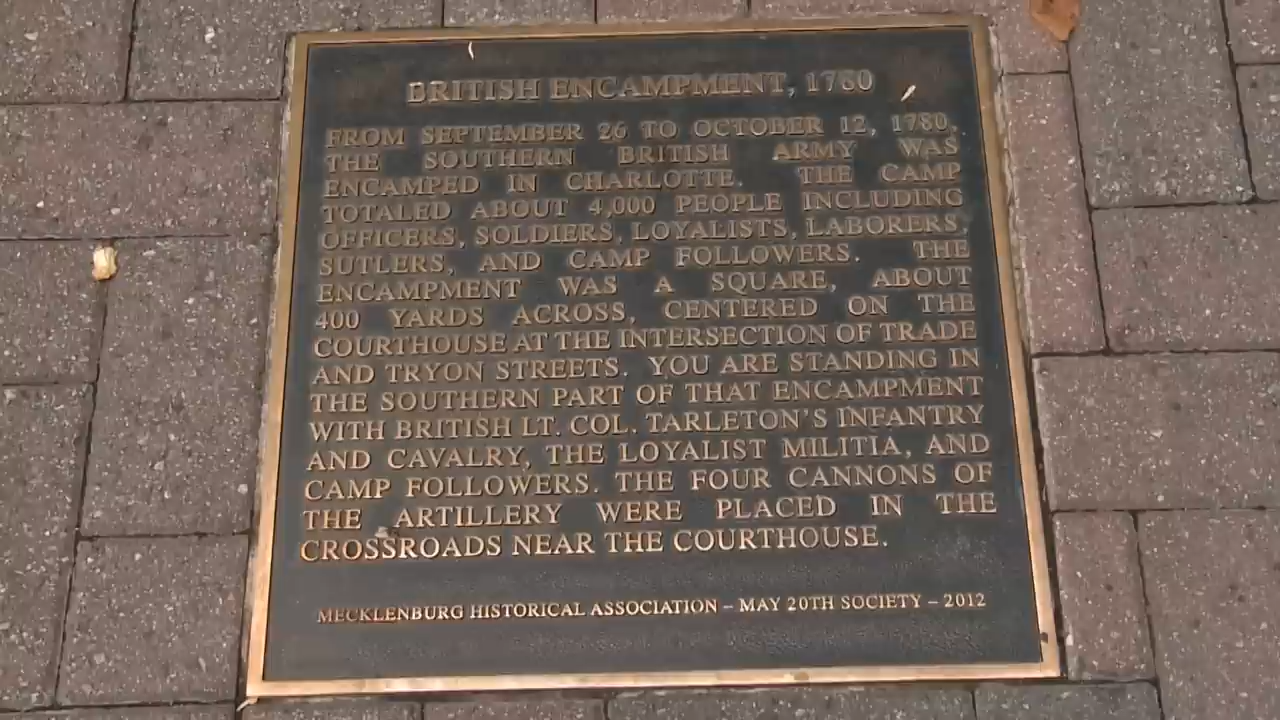 BRITISH ENCAMPMENT, 1780
FROM SEPTEMBER 26 TO OCTOBER 12, 1780,
THE SOUTHERN BRITISH ARMY WAS
ENCAMPED IN CHARLOTTE. THE CAMP
TOTALED ABOUT 4,000 PEOPLE INCLUDING
OFFICERS, SOLDIERS, LOYALISTS, LABORERS,
SUTLERS, AND CAMP FOLLOWERS. THE
ENCAMPMENT WAS A SQUARE, ABOUT
400 YARDS ACROSS, CENTERED ON THE
COURTHOUSE AT THE INTERSECTION OF TRADE
AND TRYON STREETS. YOU ARE STANDING IN
THE SOUTHERN PART OF THAT ENCAMPMENT
WITH BRITISH LT. COL. TARLETON'S INFANTRY
AND CAVALRY, THE LOYALIST MILITIA, AND
CAMP FOLLOWERS. THE FOUR CANNONS OF
THE ARTILLERY WERE PLACED IN THE
CROSSROADS NEAR THE COURTHOUSE.
MECKLENBURG HISTORICAL ASSOCIATION – MAY 20TH SOCIETY – 2012